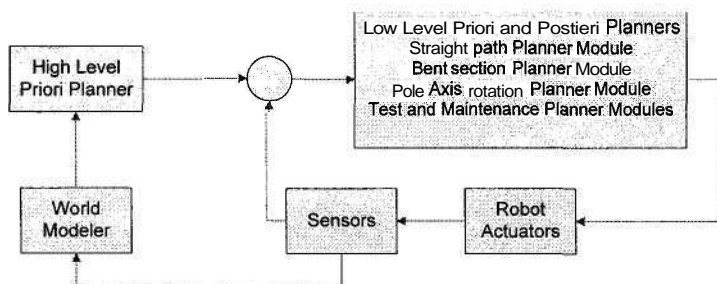 High Level
Priori Planner
Low Level Priori and Postieri Planners
Straight path Planner Module
Bent section Planner Module
Pole Axis rotation Planner Module
Test and Maintenance Planner Modules
World
Modeler
Sensors
Robot
Actuators